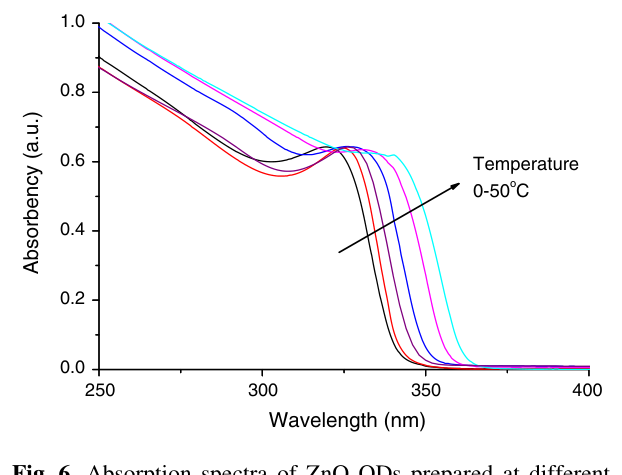 1.0
0.8
0.6
0.4
0.2
0.0
Absorbency (a.u.)
Temperature
0-50°C
250 300 350 400
Wavelength (nm)
Fig. 6 Absorption spectra of ZnO QDs prepared at different